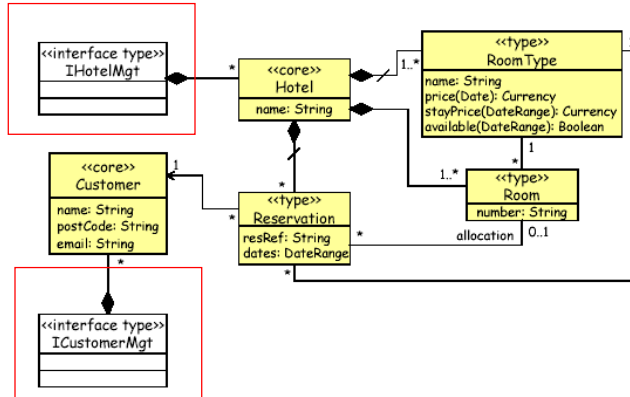 <<interface type>>
IHotelMgt
*
<<core>>
Hotel
name: String
1..*
<<type>>
RoomType
name: String
price(Date): Currency
stayPrice(DateRange): Currency
available(DateRange): Boolean
1
*
1..*
<<type>>
Room
number: String
0..1
allocation
<<core>>
Customer
name: String
postCode: String
email: String
1
*
*
<<type>>
Reservation
resRef: String
dates: DateRange
*
*
*
<<interface type>>
ICustomerMgt